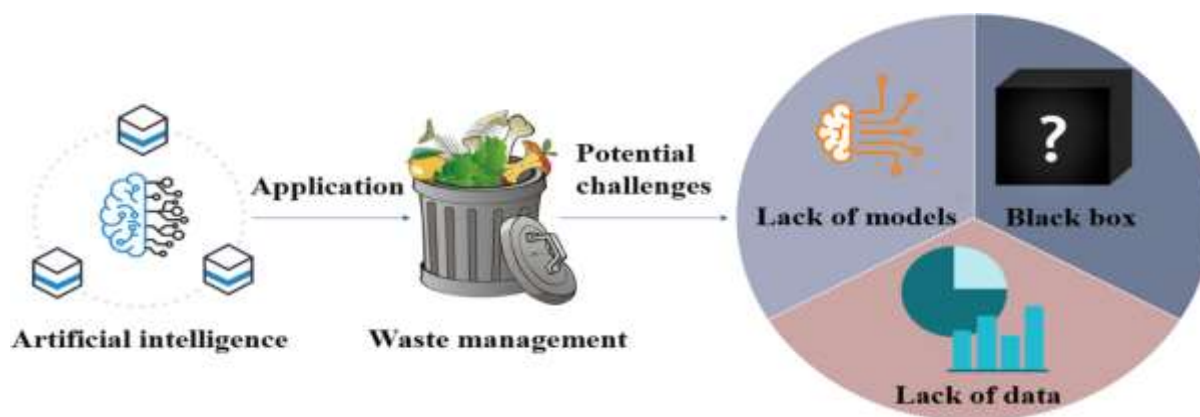 Artificial intelligence
Application
Waste management
Potential
challenges
Lack of models
?
Black box
Lack of data